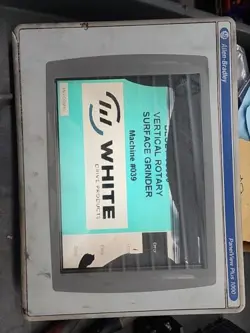 Allen-Bradley
VERTICAL ROTARY
SURFACE GRINDER
Machine #039
WHITE
DRIVE PRODUCTS
PanelView Plus 1000